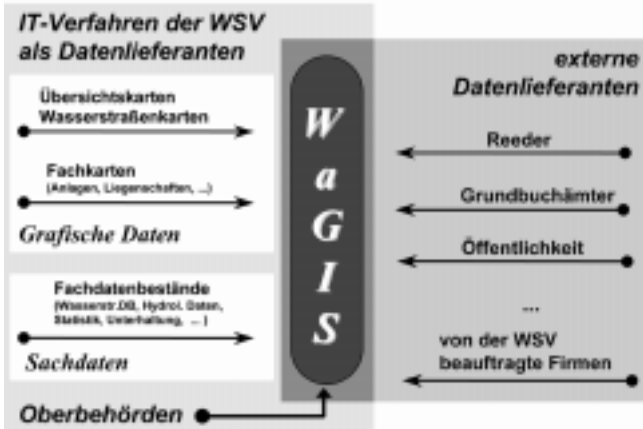 IT-Verfahren der WSV
als Datenlieferanten
Übersichtskarten
Wasserstraßenkarten
Fachkarten
(Anlagen, Liegenschaften, ...)
Grafische Daten
Fachdatenbestände
(Wasserstr.DB, Hydrol. Daten,
Statistik, Unterhaltung, ... )
Sachdaten
Oberbehörden
WaGIS
externe
Datenlieferanten
Reeder
Grundbuchämter
Öffentlichkeit
...
von der WSV
beauftragte Firmen